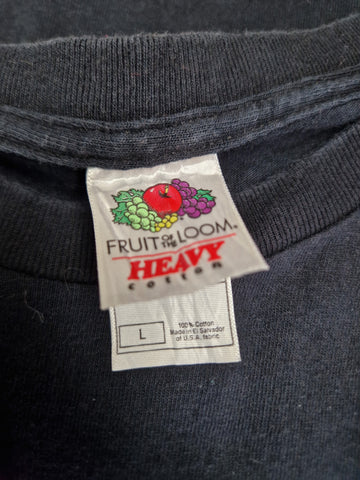 FRUIT OF THE LOOM®
HEAVY
cotton
L
100% Cotton
Made in El Salvador
of U.S.A. fabric